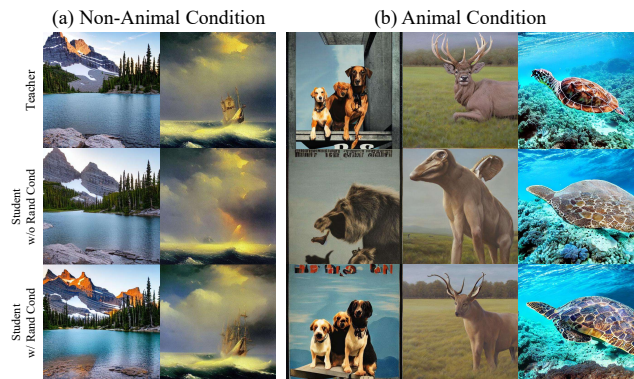 (a) Non-Animal Condition
(b) Animal Condition
Teacher
Student
w/o Rand Cond
Student
w/ Rand Cond